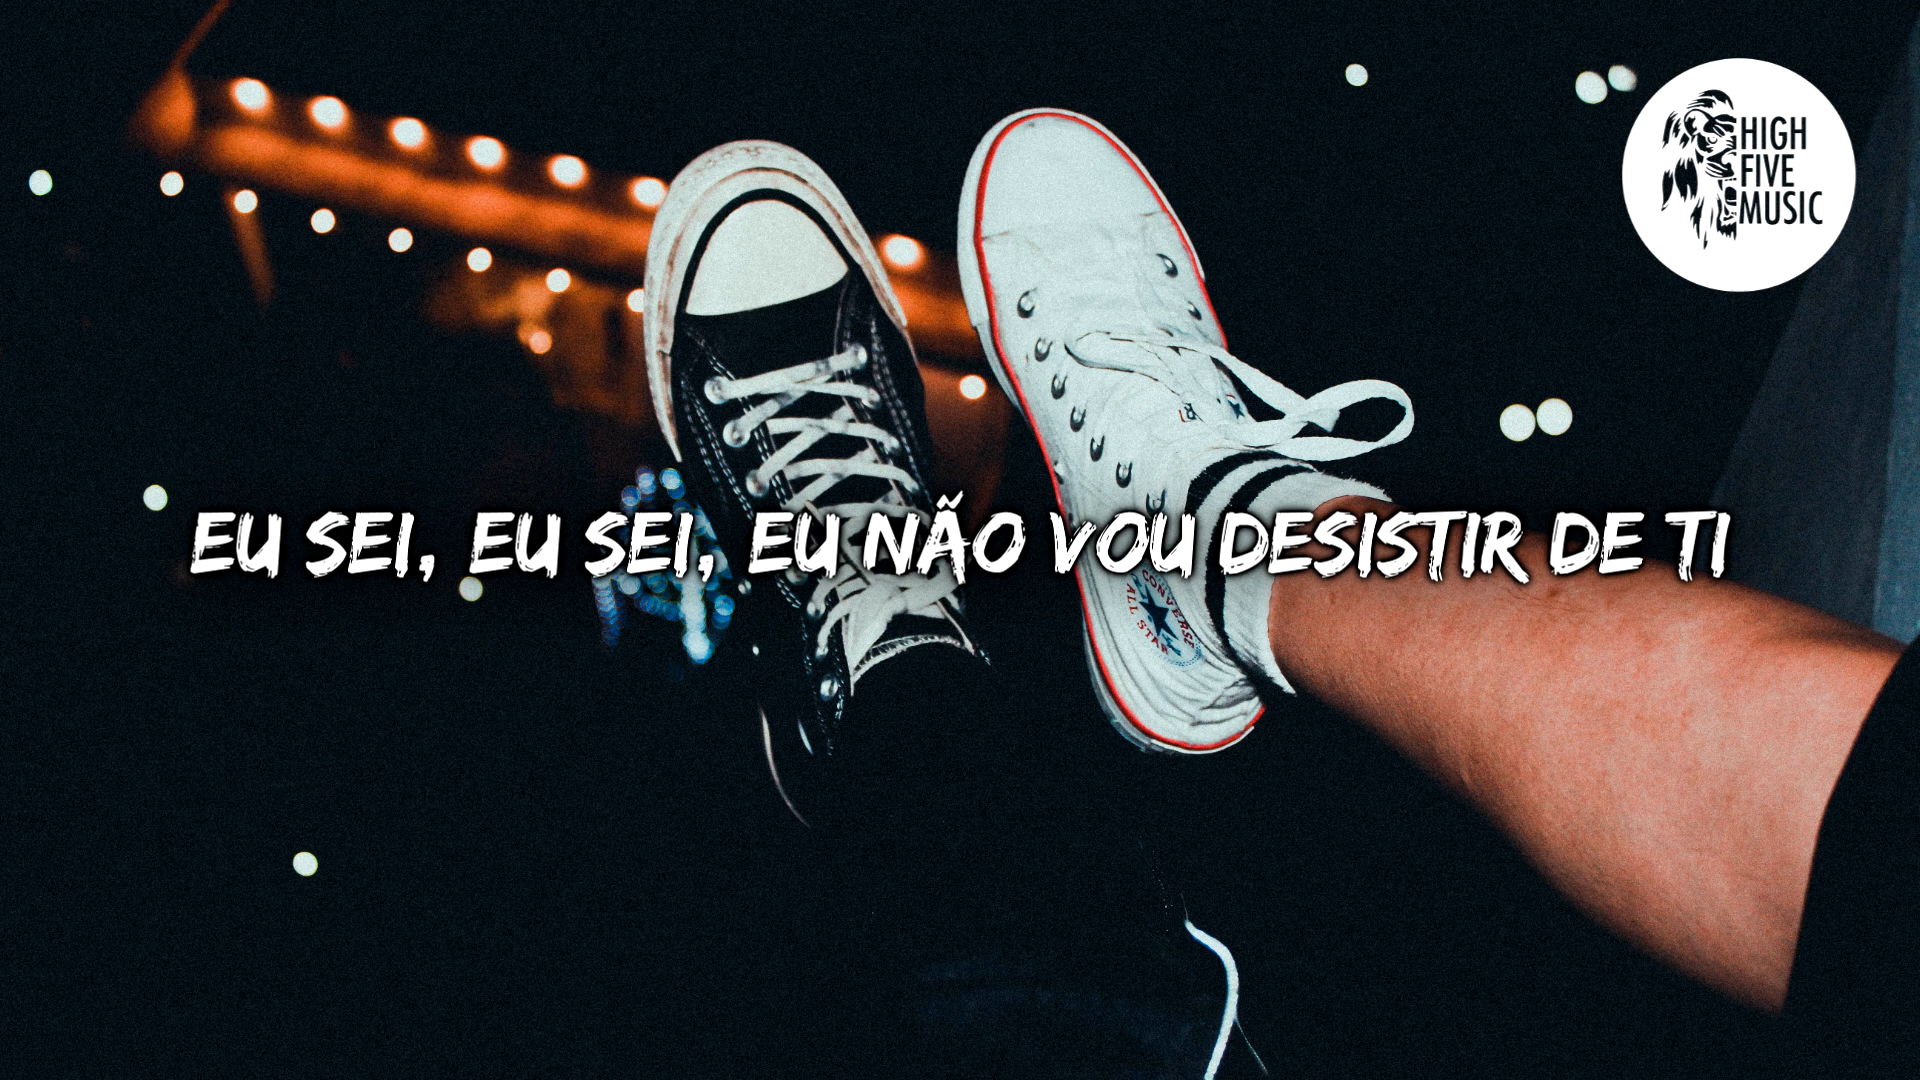 HIGH
FIVE
MUSIC
EU SEI, EU SEI, EU NÃO VOU DESISTIR DE TI
CONVERSE
ALL STAR